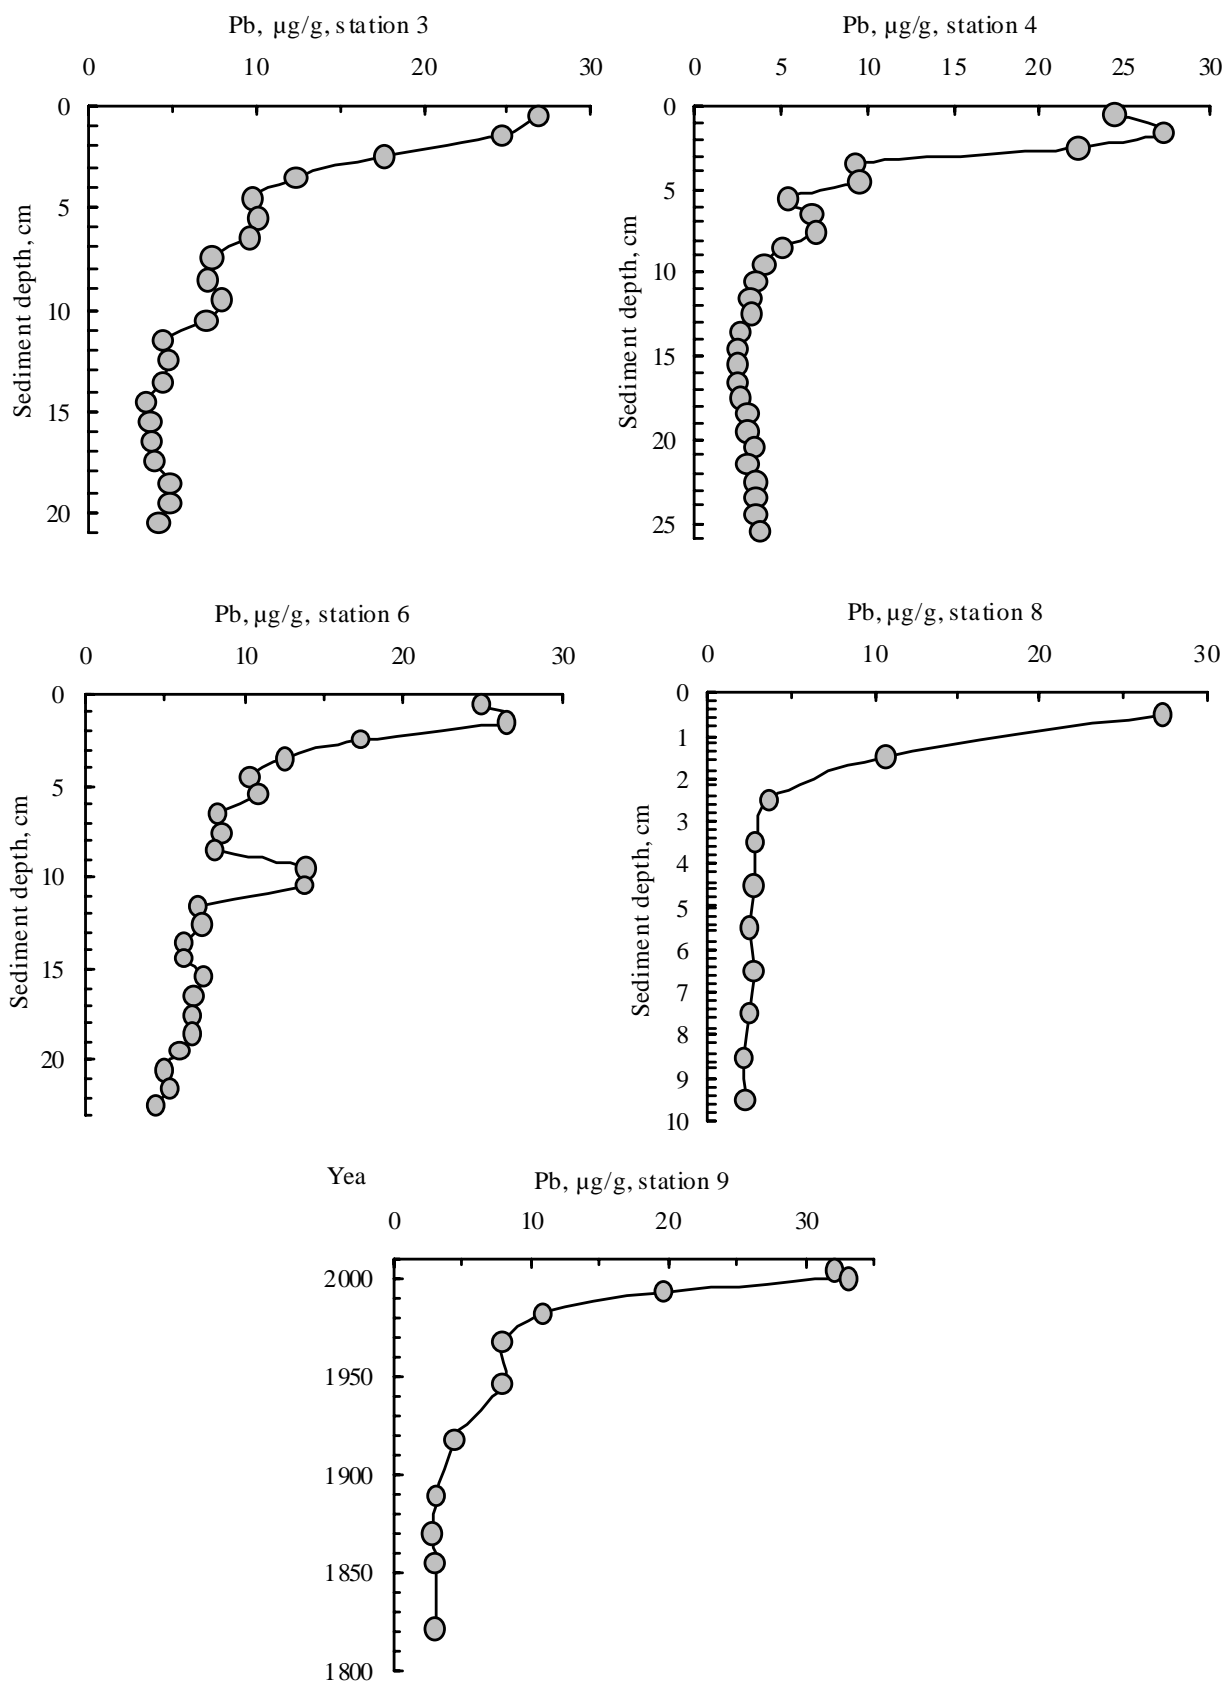 Pb, µg/g, station 3
0 10 20 30
0
5
10
15
20
Sediment depth, cm
Pb, µg/g, station 4
0 5 10 15 20 25 30
0
5
10
15
20
25
Sediment depth, cm
Pb, µg/g, station 6
0 10 20 30
0
5
10
15
20
Sediment depth, cm
Pb, µg/g, station 8
0 10 20 30
0
1
2
3
4
5
6
7
8
9
10
Sediment depth, cm
Yea
Pb, µg/g, station 9
0 10 20 30
2000
1950
1900
1850
1800